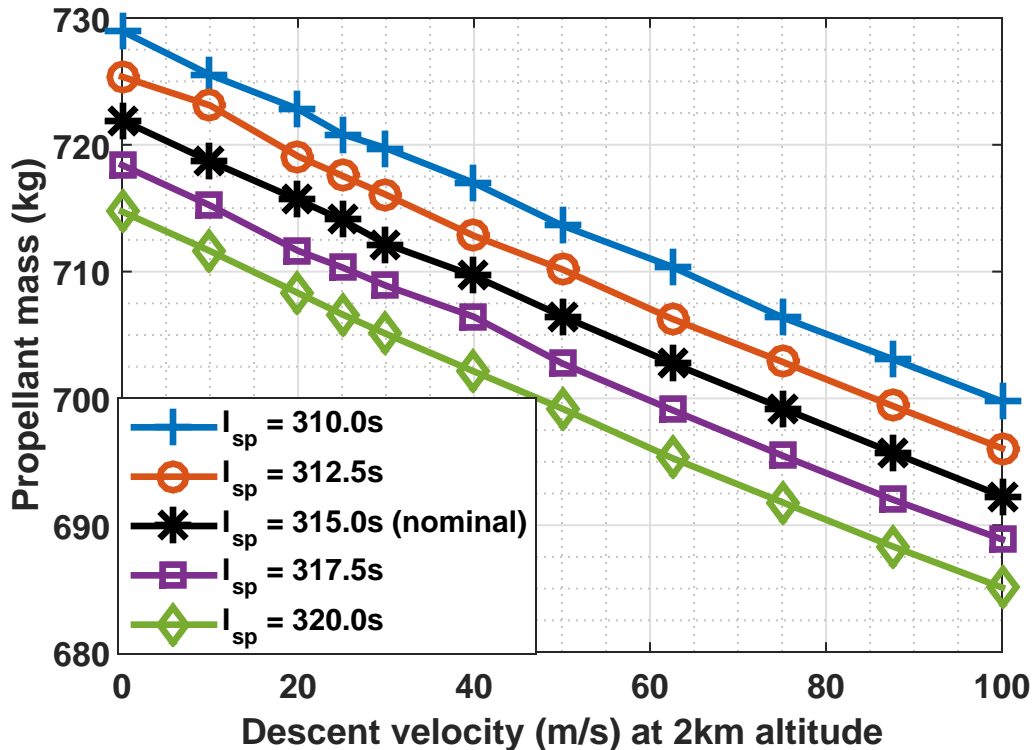 Propellant mass (kg)
730
720
710
700
690
680
I_sp = 310.0s
I_sp = 312.5s
I_sp = 315.0s (nominal)
I_sp = 317.5s
I_sp = 320.0s
0 20 40 60 80 100
Descent velocity (m/s) at 2km altitude